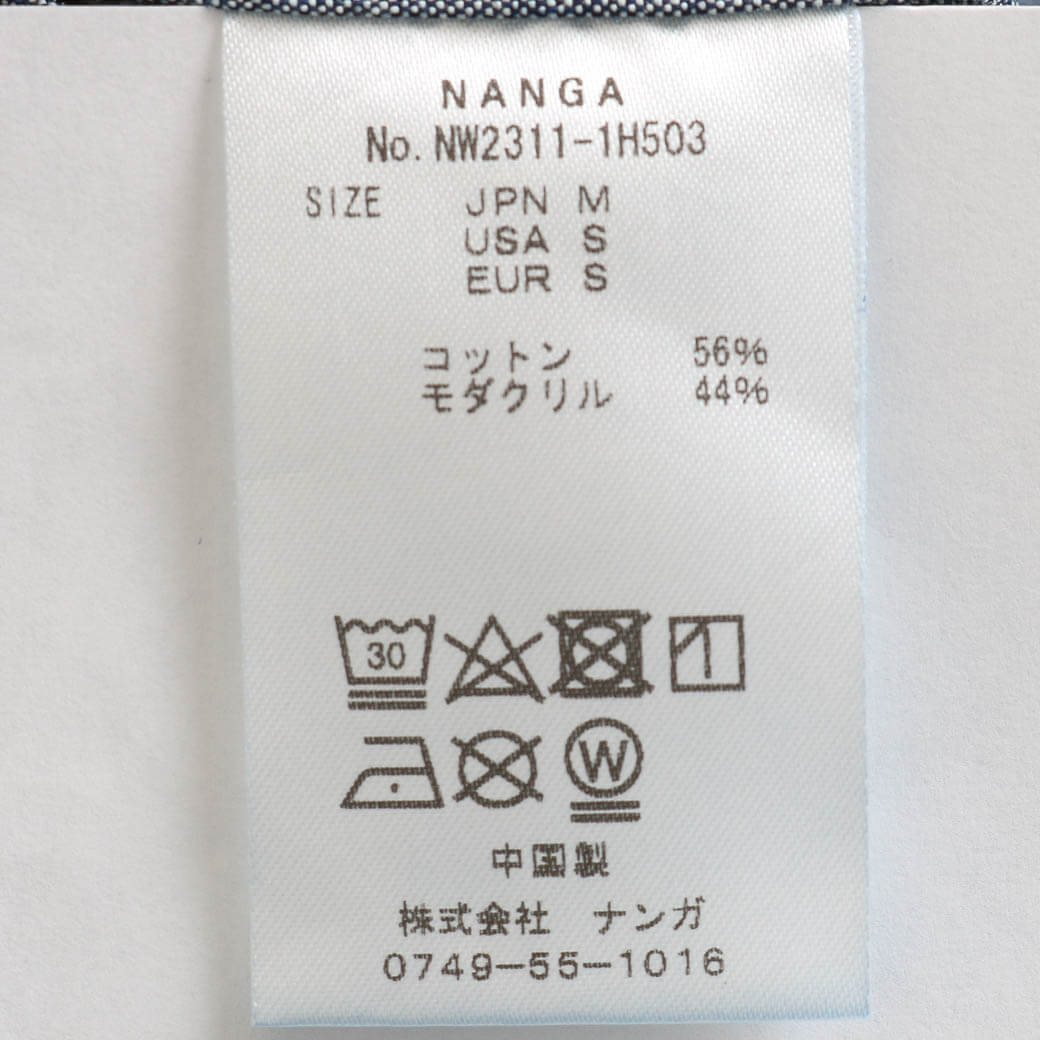 NANGA
No. NW2311-1H503
SIZE JPN M
USA S
EUR S
コットン 56%
モダクリル 44%
30
W
中国製
株式会社 ナンガ
0749-55-1016